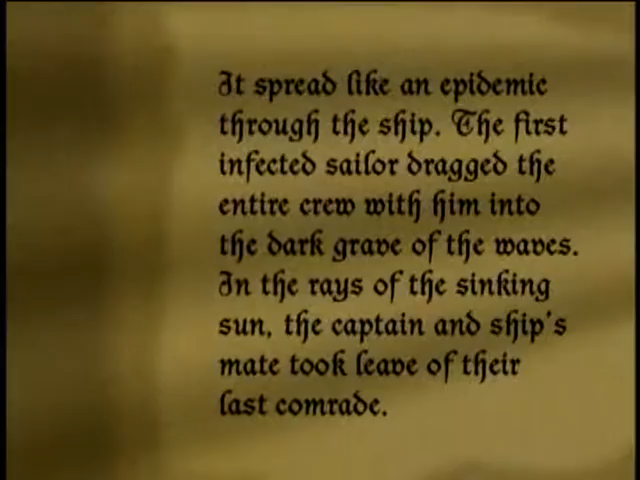 It spread like an epidemic
through the ship. The first
infected sailor dragged the
entire crew with him into
the dark grave of the waves.
In the rays of the sinking
sun, the captain and ship's
mate took leave of their
last comrade.